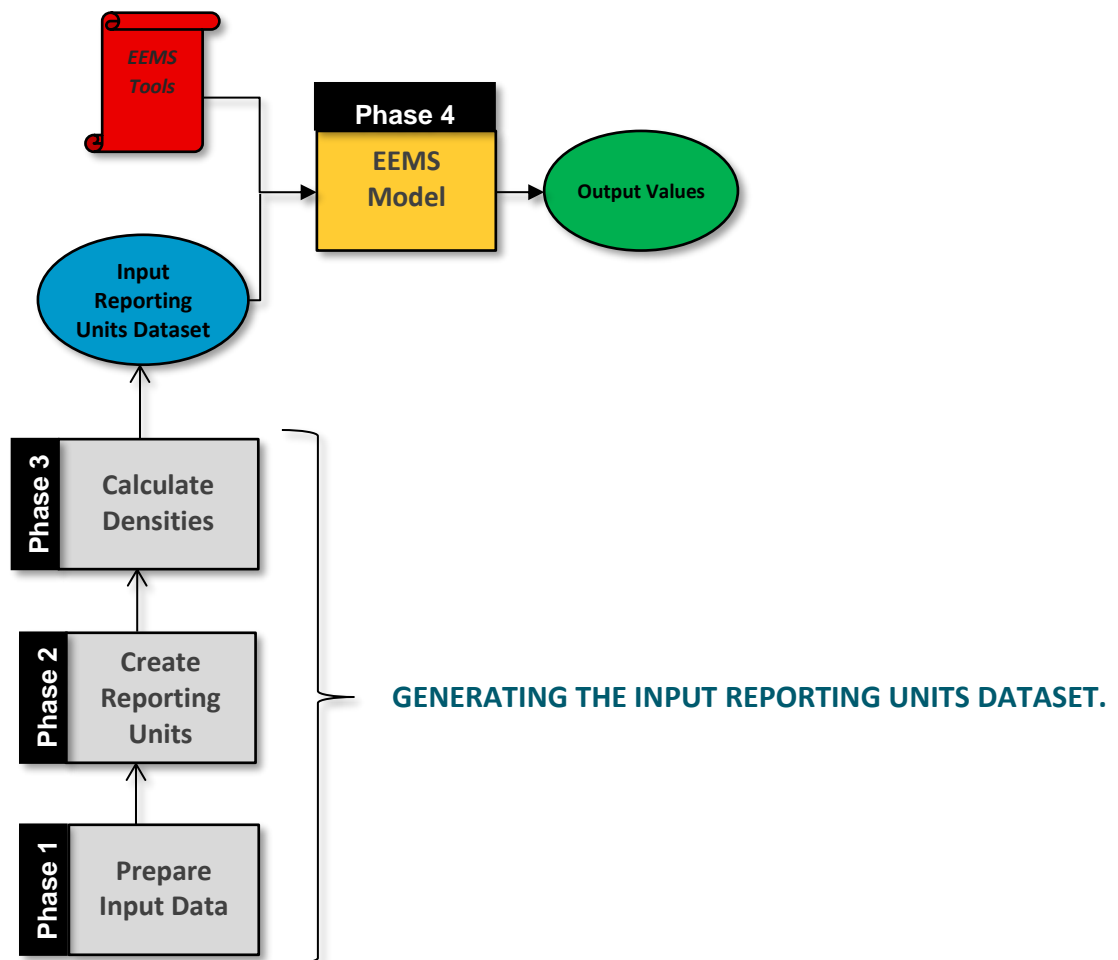 EEMS
Tools
Phase 4
EEMS
Model
Output Values
Input
Reporting
Units Dataset
Phase 3
Calculate
Densities
Phase 2
Create
Reporting
Units
GENERATING THE INPUT REPORTING UNITS DATASET.
Phase 1
Prepare
Input Data